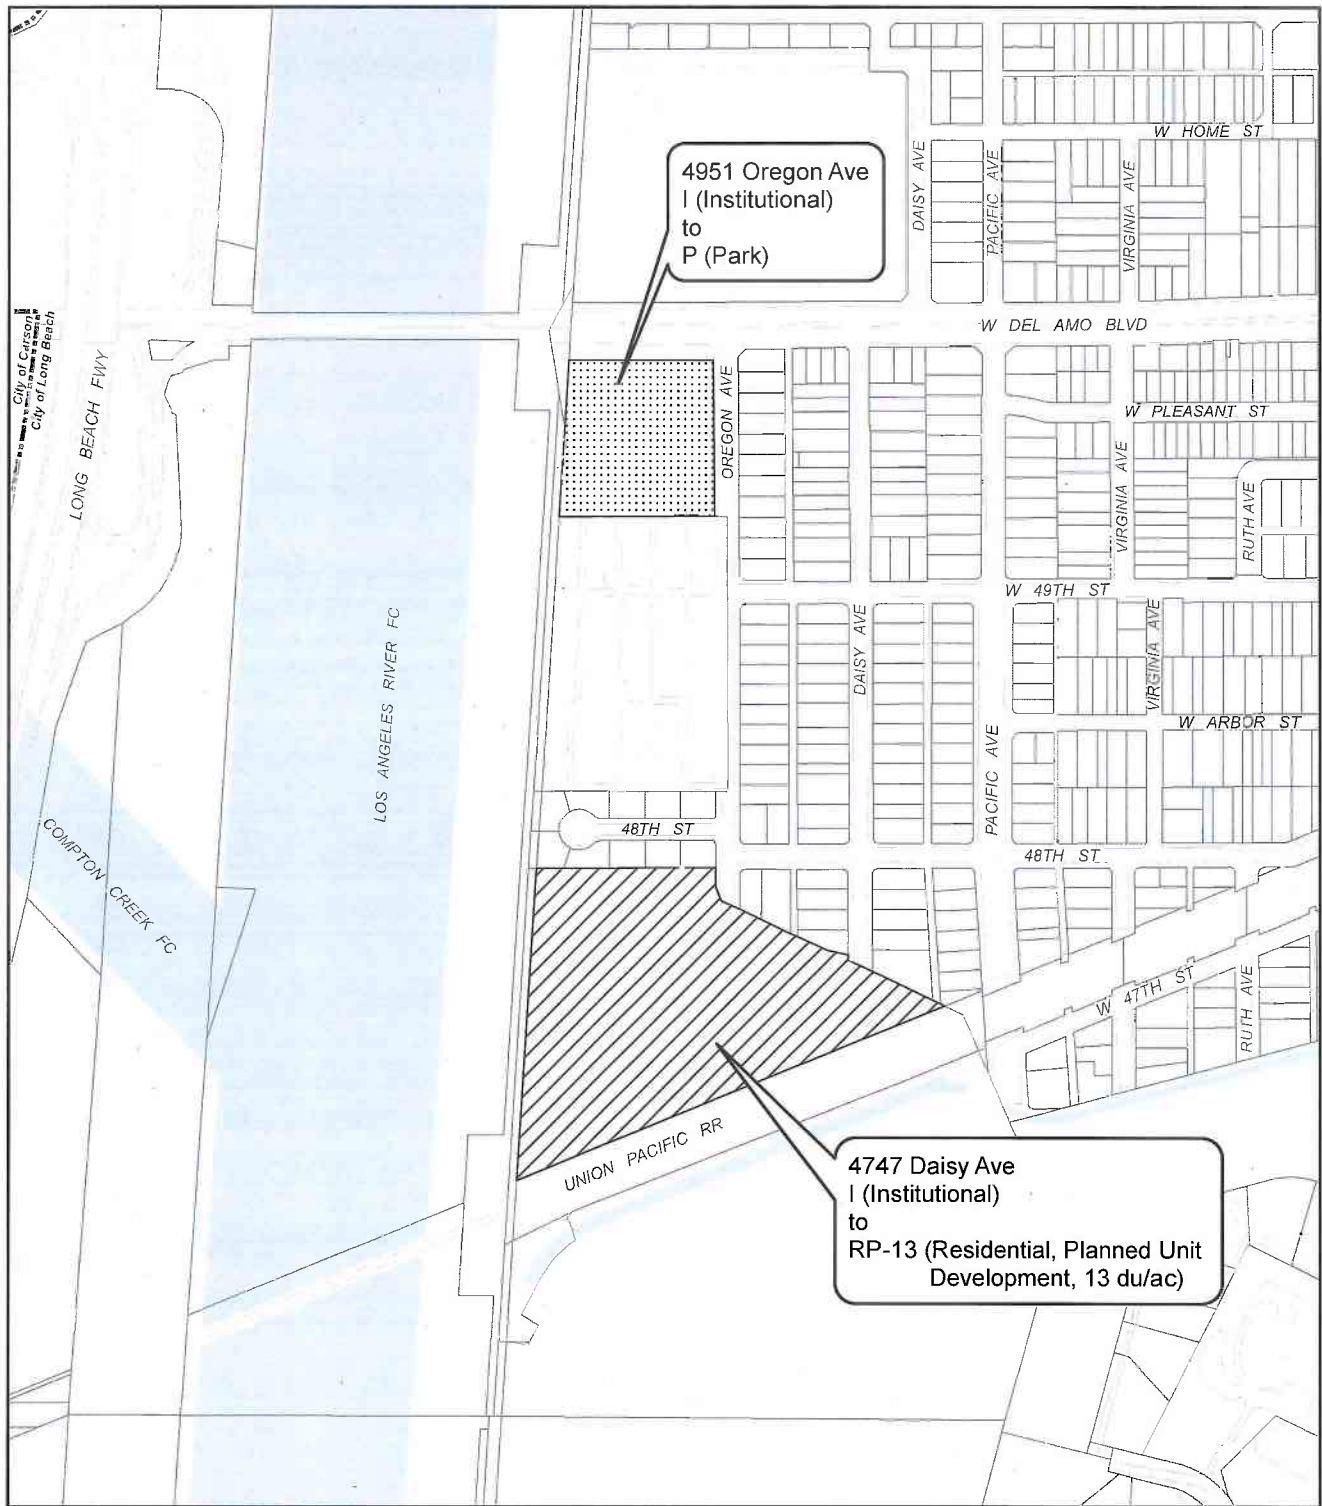 W HOME ST
4951 Oregon Ave
I (Institutional)
to
P (Park)
DAISY AVE
PACIFIC AVE
VIRGINIA AVE
W DEL AMO BLVD
City of Carson
City of Long Beach
LONG BEACH FWY
OREGON AVE
W PLEASANT ST
VIRGINIA AVE
RUTH AVE
W 49TH ST
LOS ANGELES RIVER FC
DAISY AVE
VIRGINIA AVE
W ARBOR ST
PACIFIC AVE
COMPTON CREEK FC
48TH ST
48TH ST
W 47TH ST
RUTH AVE
UNION PACIFIC RR
4747 Daisy Ave
I (Institutional)
to
RP-13 (Residential, Planned Unit
Development, 13 du/ac)